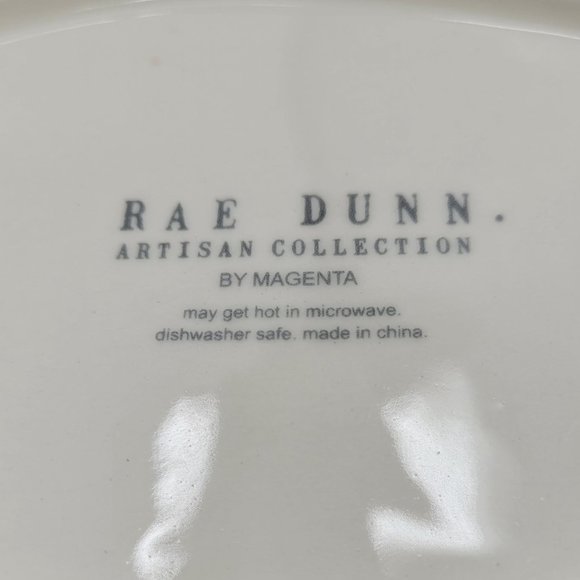 RAE DUNN.
ARTISAN COLLECTION
BY MAGENTA
may get hot in microwave.
dishwasher safe. made in china.